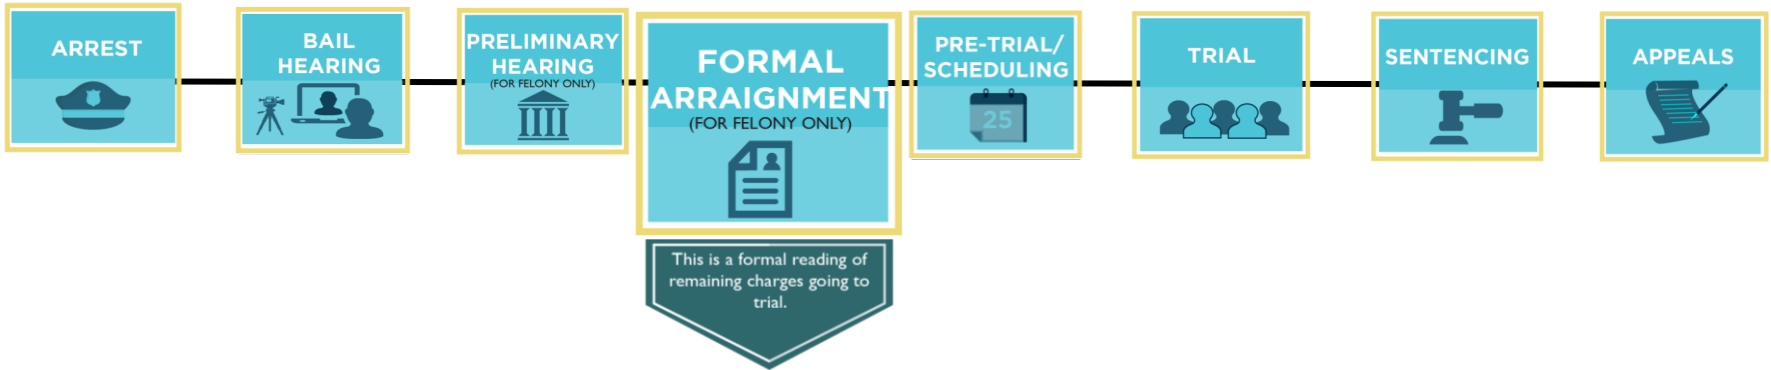 ARREST
BAIL
HEARING
PRELIMINARY
HEARING
(FOR FELONY ONLY)
FORMAL
ARRAIGNMENT
(FOR FELONY ONLY)
This is a formal reading of
remaining charges going to
trial.
PRE-TRIAL/
SCHEDULING
25
TRIAL
SENTENCING
APPEALS